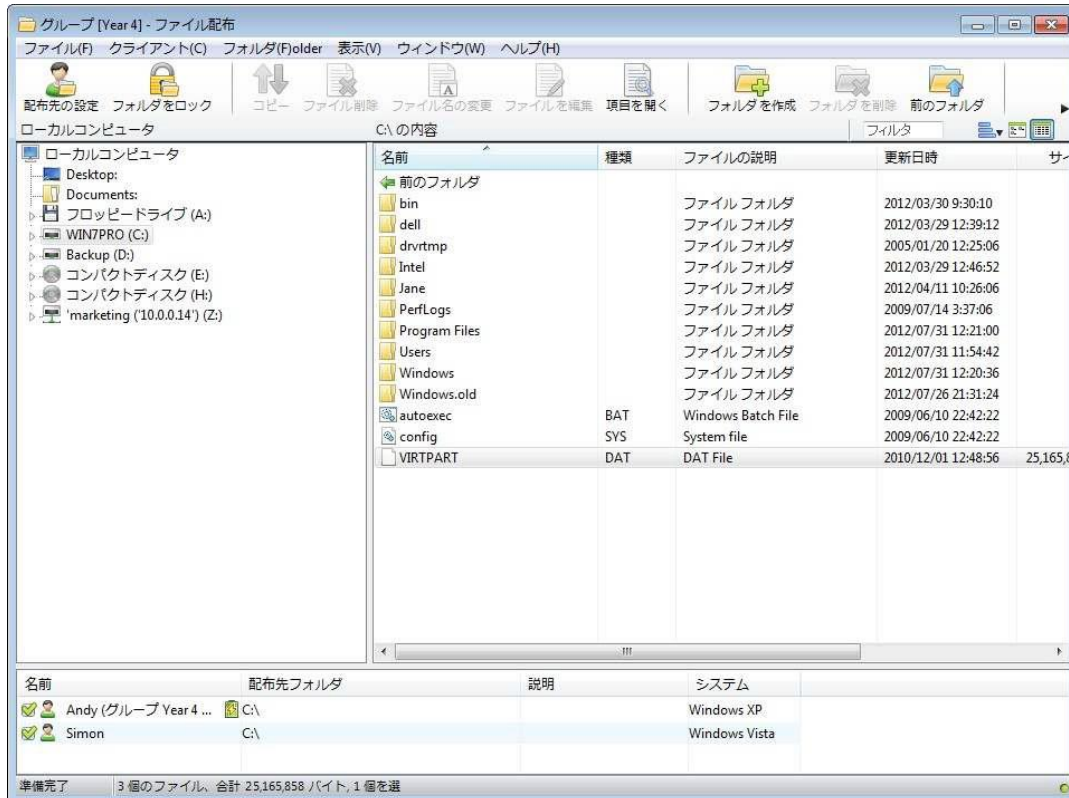 グループ [Year 4] - ファイル配布
ファイル(F) クライアント(C) フォルダ(F)older 表示(V) ウィンドウ(W) ヘルプ(H)
配布先の設定 フォルダをロック コピー ファイル削除 ファイル名の変更 ファイルを編集 項目を開く フォルダを作成 フォルダを削除 前のフォルダ
ローカルコンピュータ C:\ の内容 フィルタ
ローカルコンピュータ
Desktop:
Documents:
フロッピードライブ (A:)
WIN7PRO (C:)
Backup (D:)
コンパクトディスク (E:)
コンパクトディスク (H:)
'marketing ('10.0.0.14') (Z:)
名前 種類 ファイルの説明 更新日時 サイ
前のフォルダ
bin ファイル フォルダ 2012/03/30 9:30:10
dell ファイル フォルダ 2012/03/29 12:39:12
drvrtmp ファイル フォルダ 2005/01/20 12:25:06
Intel ファイル フォルダ 2012/03/29 12:46:52
Jane ファイル フォルダ 2012/04/11 10:26:06
PerfLogs ファイル フォルダ 2009/07/14 3:37:06
Program Files ファイル フォルダ 2012/07/31 12:21:00
Users ファイル フォルダ 2012/07/31 11:54:42
Windows ファイル フォルダ 2012/07/31 12:20:36
Windows.old ファイル フォルダ 2012/07/26 21:31:24
autoexec BAT Windows Batch File 2009/06/10 22:42:22
config SYS System file 2009/06/10 22:42:22
VIRTPART DAT DAT File 2010/12/01 12:48:56 25,165,8
名前 配布先フォルダ 説明 システム
Andy (グループ Year 4 ... C:\ Windows XP
Simon C:\ Windows Vista
準備完了 3 個のファイル、合計 25,165,858 バイト, 1 個を選